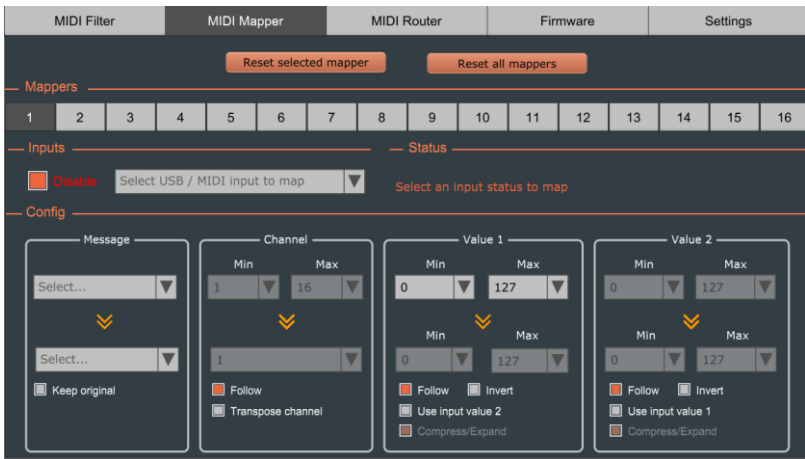 MIDI Filter MIDI Mapper MIDI Router Firmware Settings
Reset selected mapper Reset all mappers
Mappers
1 2 3 4 5 6 7 8 9 10 11 12 13 14 15 16
Inputs Status
Disable Select USB / MIDI input to map Select an input status to map
Config
Message Channel Value 1 Value 2
Min Max Min Max Min Max
Select... 1 16 0 127 0 127
Min Max Min Max
Select... 1 0 127 0 127
Keep original Follow Follow Invert Follow Invert
Transpose channel Use input value 2 Use input value 1
Compress/Expand Compress/Expand